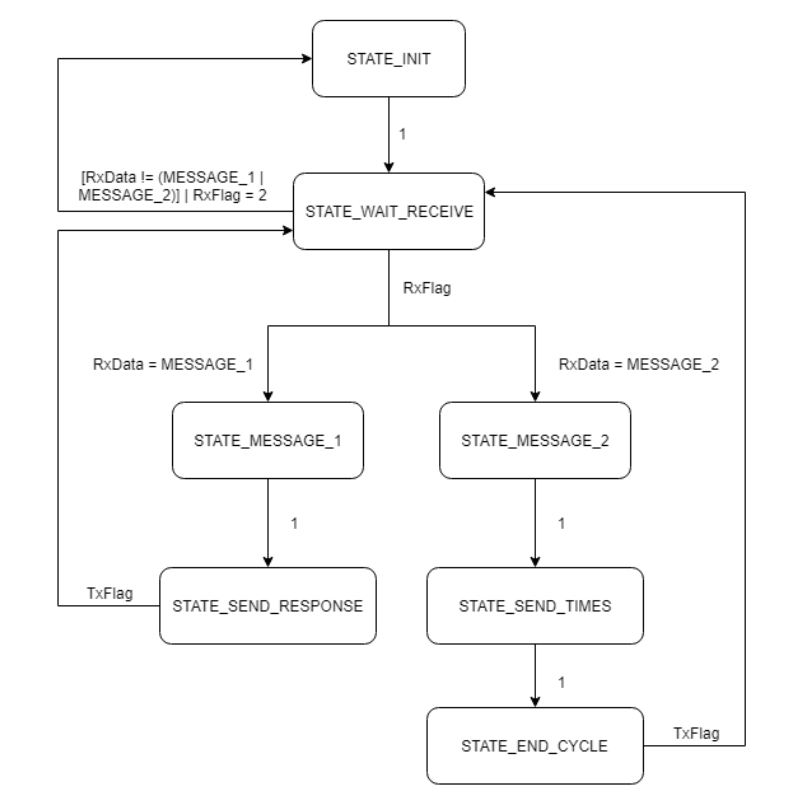 STATE_INIT
1
[RxData != (MESSAGE_1 |
MESSAGE_2)] | RxFlag = 2
STATE_WAIT_RECEIVE
RxFlag
RxData = MESSAGE_1
RxData = MESSAGE_2
STATE_MESSAGE_1
STATE_MESSAGE_2
1
1
TxFlag
STATE_SEND_RESPONSE
STATE_SEND_TIMES
1
STATE_END_CYCLE
TxFlag